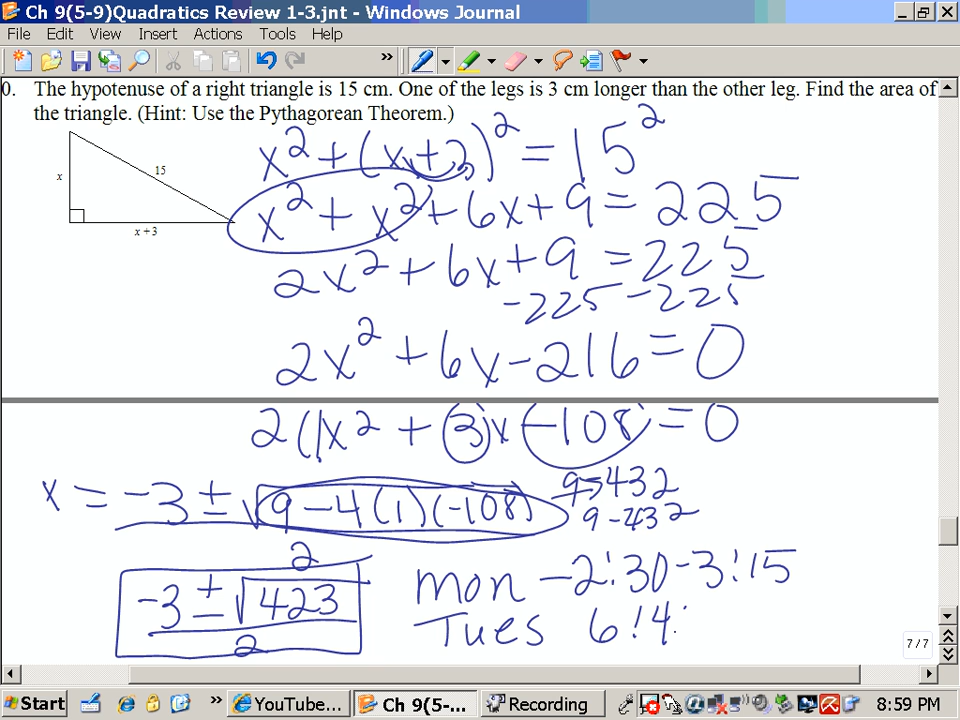 Ch 9(5-9)Quadratics Review 1-3.jnt - Windows Journal
File Edit View Insert Actions Tools Help
0. The hypotenuse of a right triangle is 15 cm. One of the legs is 3 cm longer than the other leg. Find the area of
the triangle. (Hint: Use the Pythagorean Theorem.)
x
15
x + 3
x² + (x+3)² = 15²
x² + x² + 6x + 9 = 225
2x² + 6x + 9 = 225
-225 -225
2x² + 6x - 216 = 0
2(1x² + (3)x - 108) = 0
x = -3 ± √9 - 4(1)(-108)
2
9 - 432
-3 ± √423
2
mon - 2:30 - 3:15
Tues 6:4
7 / 7
Start
YouTube...
Ch 9(5-...
Recording
8:59 PM